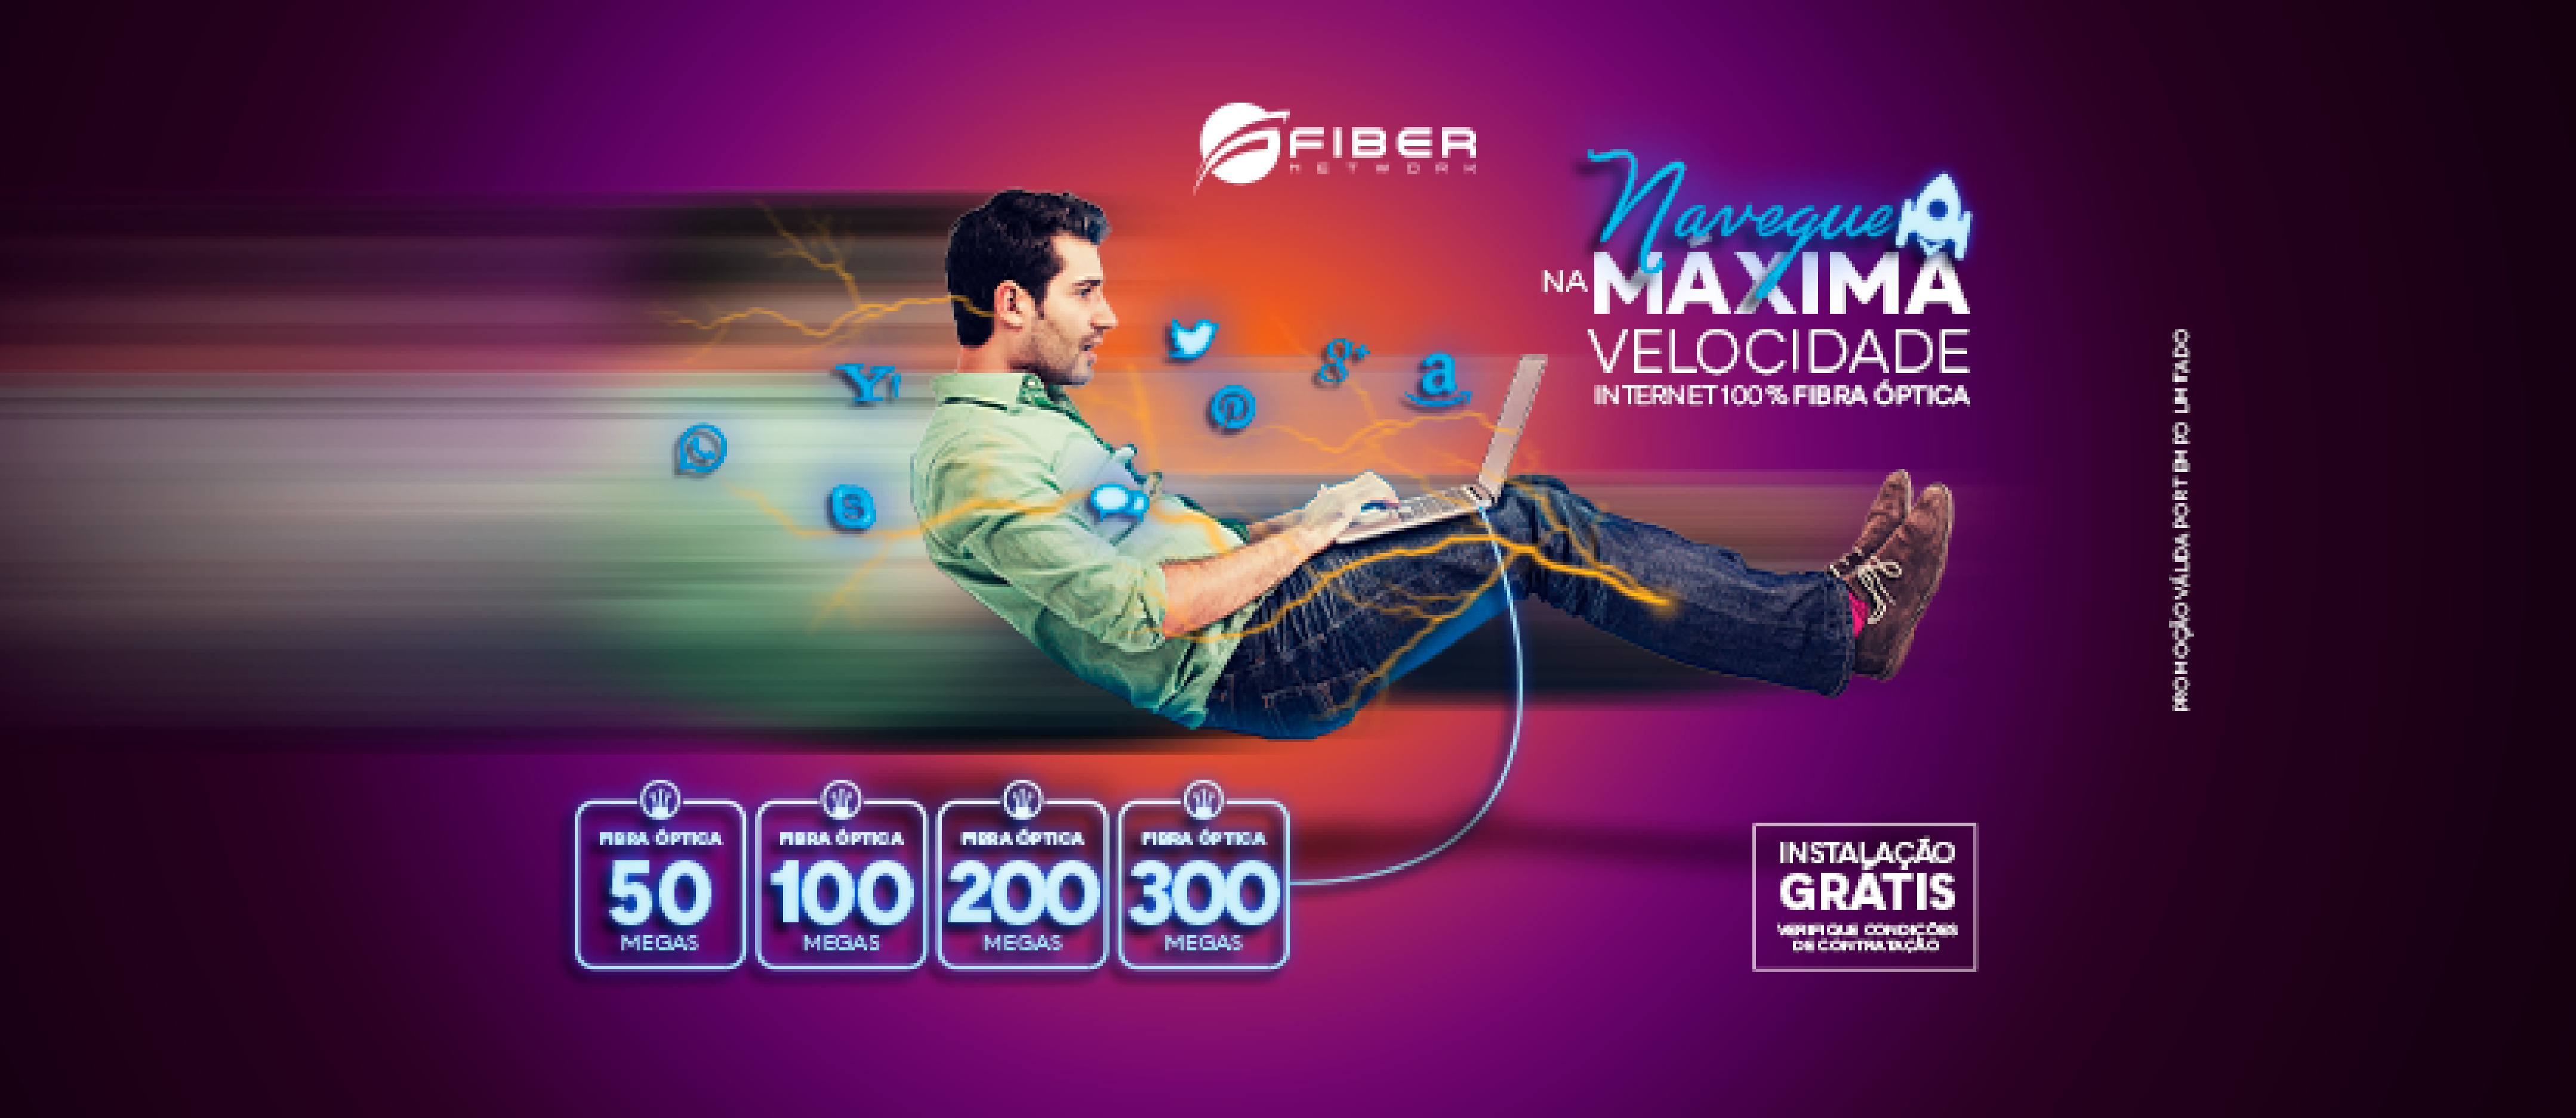 FIBER
NETWORK
Navegue
NA MÁXIMA
VELOCIDADE
INTERNET 100% FIBRA ÓPTICA
PROMOÇÃO VÁLIDA POR TEMPO LIMITADO
FIBRA ÓPTICA
50
MEGAS
FIBRA ÓPTICA
100
MEGAS
FIBRA ÓPTICA
200
MEGAS
FIBRA ÓPTICA
300
MEGAS
INSTALAÇÃO
GRÁTIS
VERIFIQUE CONDIÇÕES
DE CONTRATAÇÃO